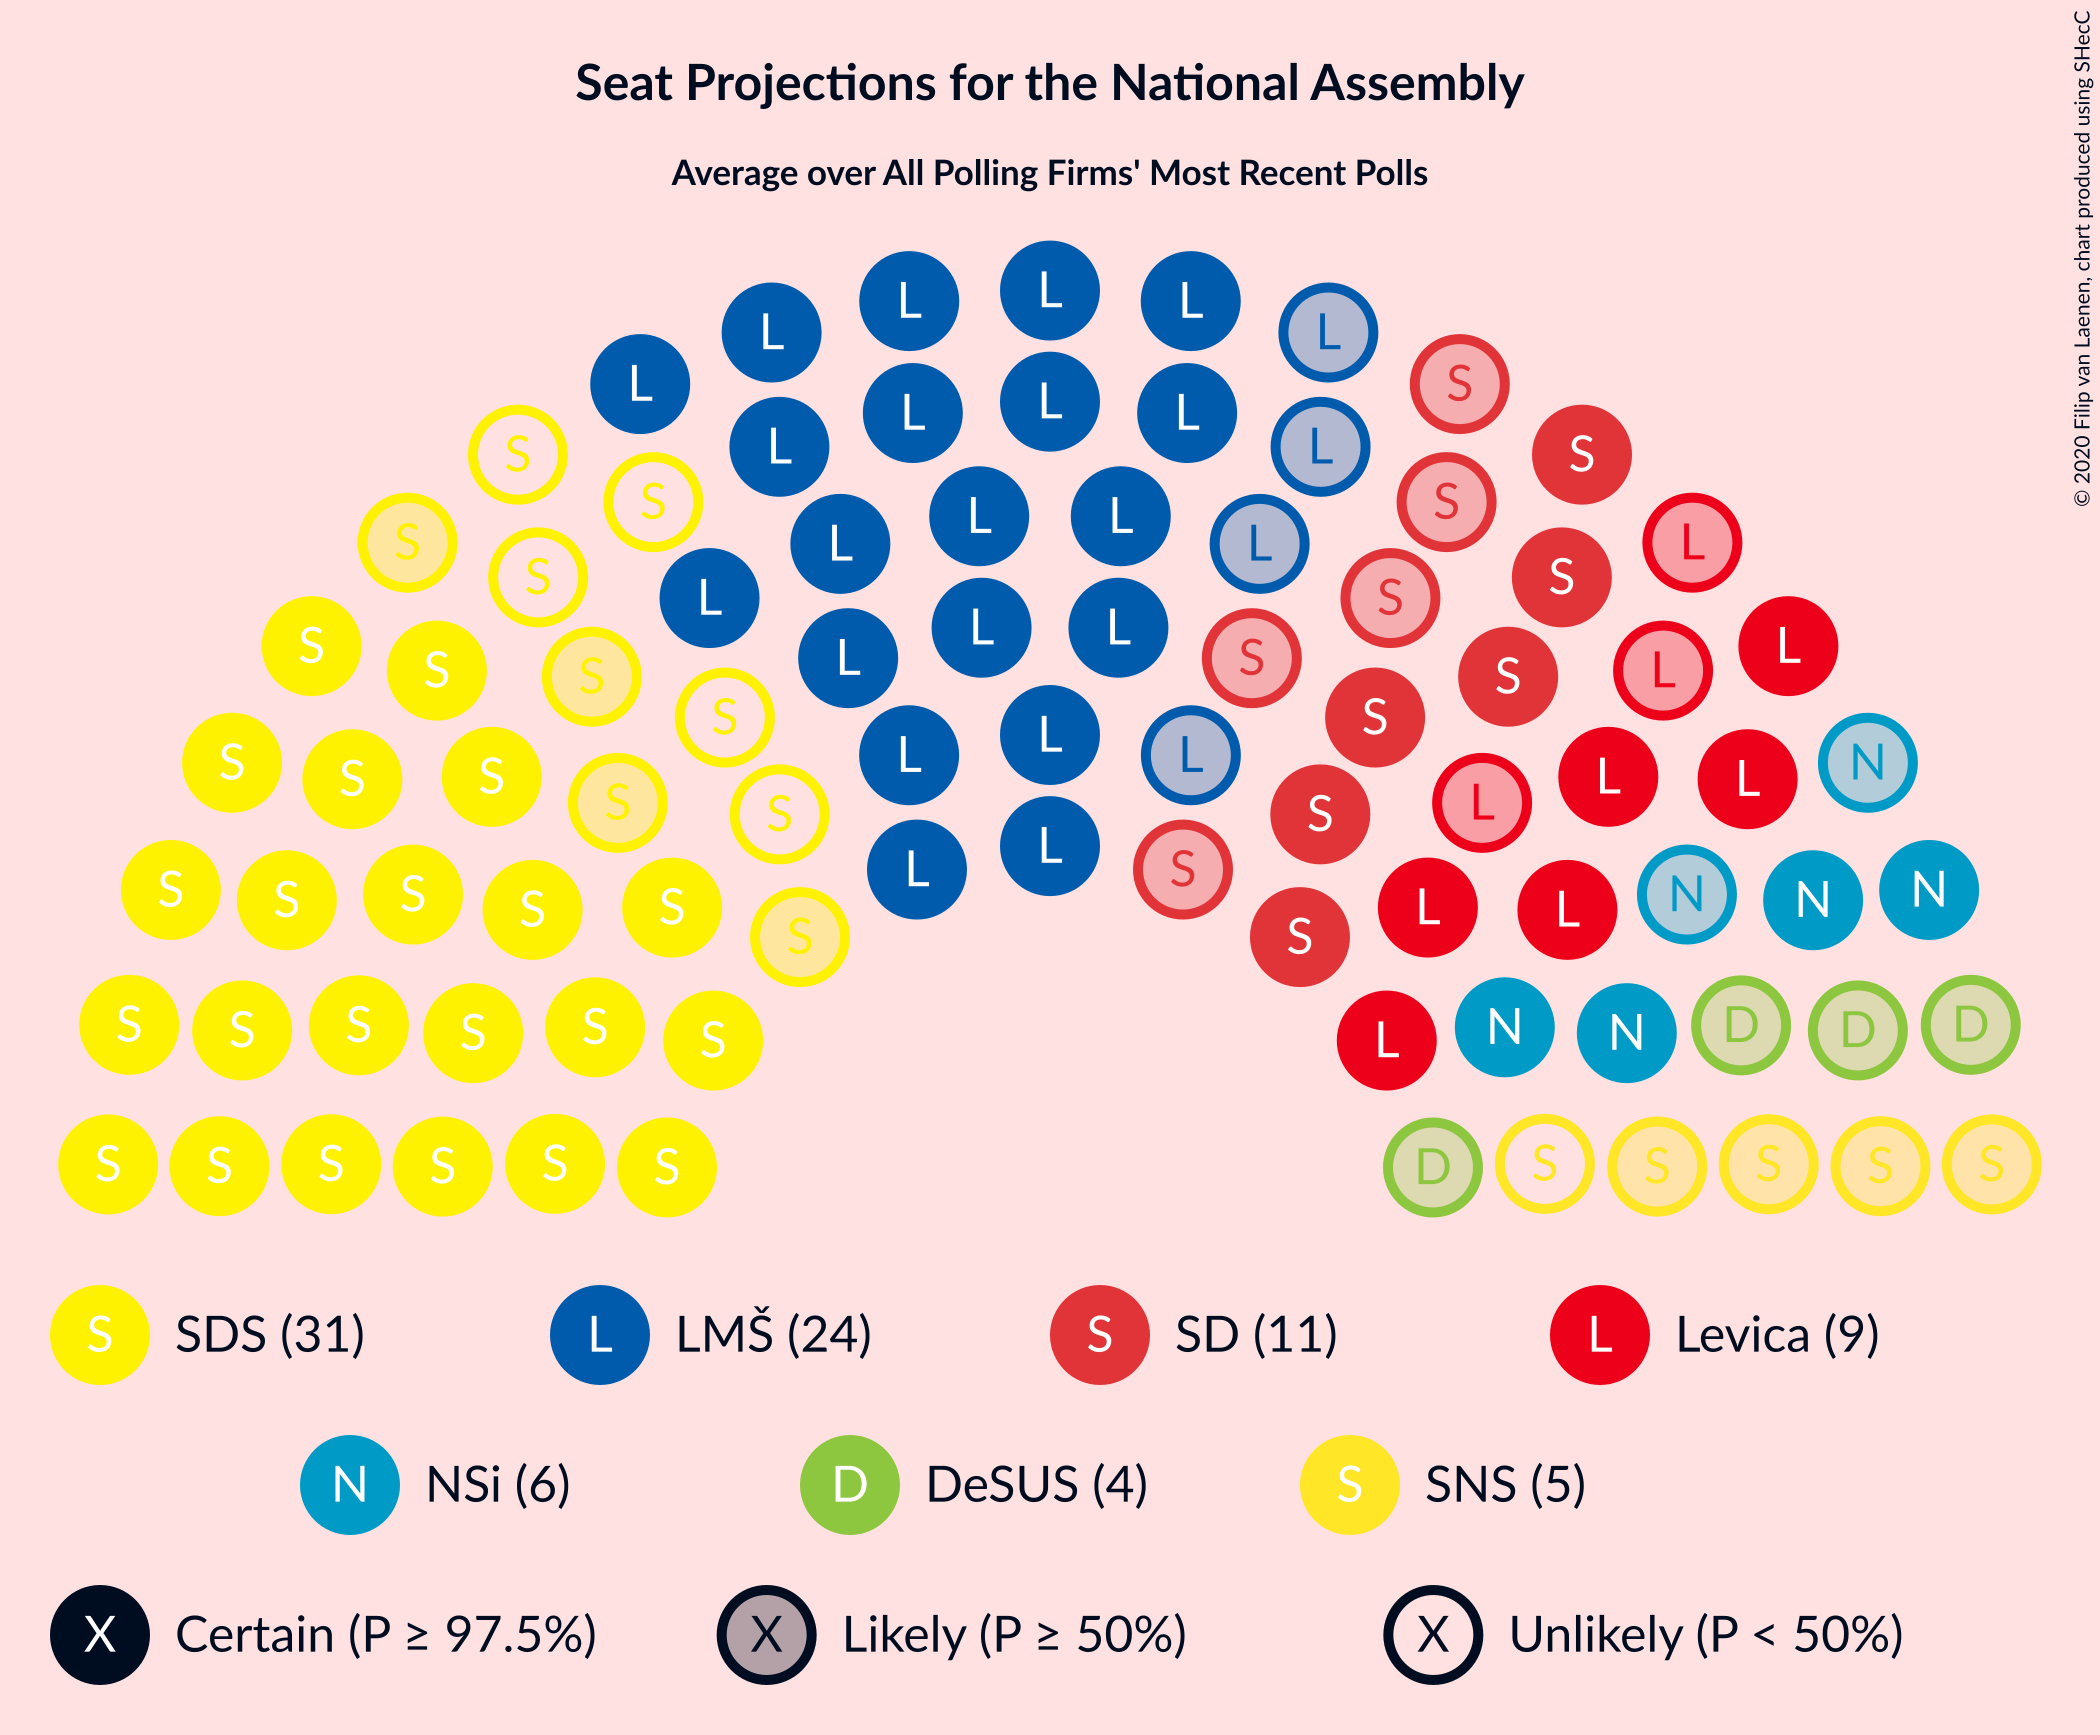 Seat Projections for the National Assembly
Average over All Polling Firms' Most Recent Polls
© 2020 Filip van Laenen, chart produced using SHecC
L L L L L
L L L L L S
S L L L S S
S S L L L L S S L
S L S
S S S L L L S L L
S S S S L L L S L N
S S S L L
S S L S L L
S S S S S L L S S L L N N N
S S S S S S L N N D D D
S S S S S S D S S S S S
S SDS (31) L LMŠ (24) S SD (11) L Levica (9)
N NSi (6) D DeSUS (4) S SNS (5)
X Certain (P ≥ 97.5%) X Likely (P ≥ 50%) X Unlikely (P < 50%)